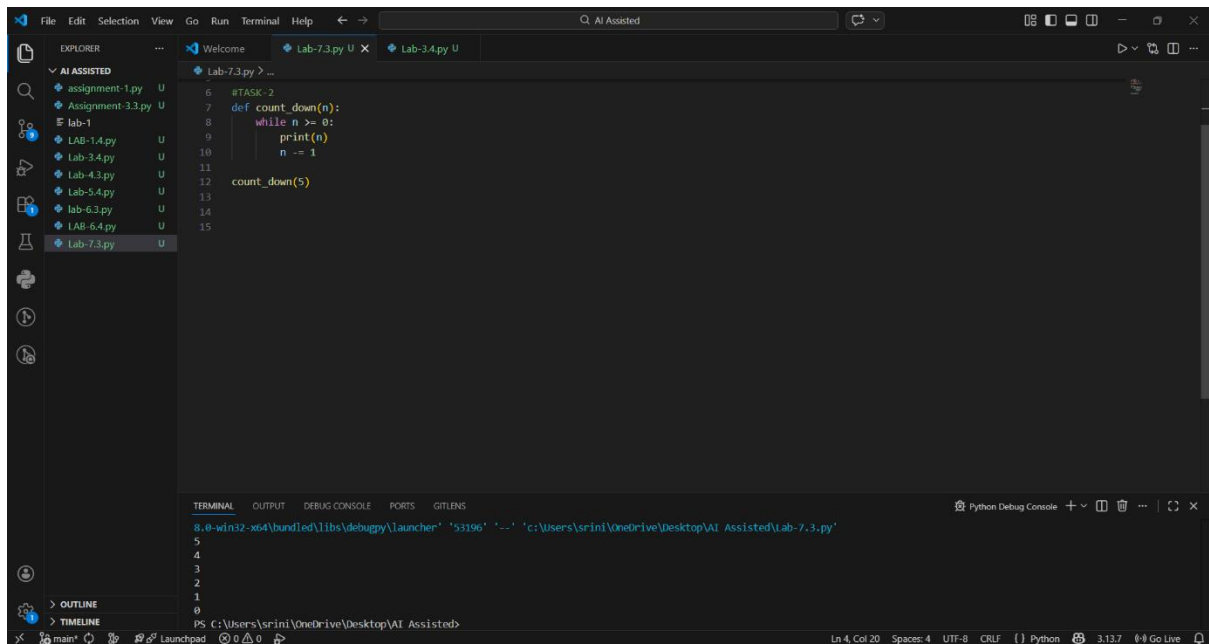 File Edit Selection View Go Run Terminal Help
AI Assisted
EXPLORER
Welcome
Lab-7.3.py U
Lab-3.4.py U
AI ASSISTED
assignment-1.py U
Assignment-3.3.py U
lab-1
LAB-1.4.py U
Lab-3.4.py U
Lab-4.3.py U
Lab-5.4.py U
lab-6.3.py U
LAB-6.4.py U
Lab-7.3.py U
OUTLINE
TIMELINE
9
1
Lab-7.3.py > ...
6 #TASK-2
7 def count_down(n):
8 while n >= 0:
9 print(n)
10 n -= 1
11
12 count_down(5)
13
14
15
TERMINAL OUTPUT DEBUG CONSOLE PORTS GITLENS
Python Debug Console
8.0-win32-x64\bundled\libs\debugpy\launcher' '53196' '--' 'c:\Users\srini\OneDrive\Desktop\AI Assisted\Lab-7.3.py'
5
4
3
2
1
0
PS C:\Users\srini\OneDrive\Desktop\AI Assisted>
main* Launchpad 0 0 Ln 4, Col 20 Spaces: 4 UTF-8 CRLF { } Python 3.13.7 Go Live